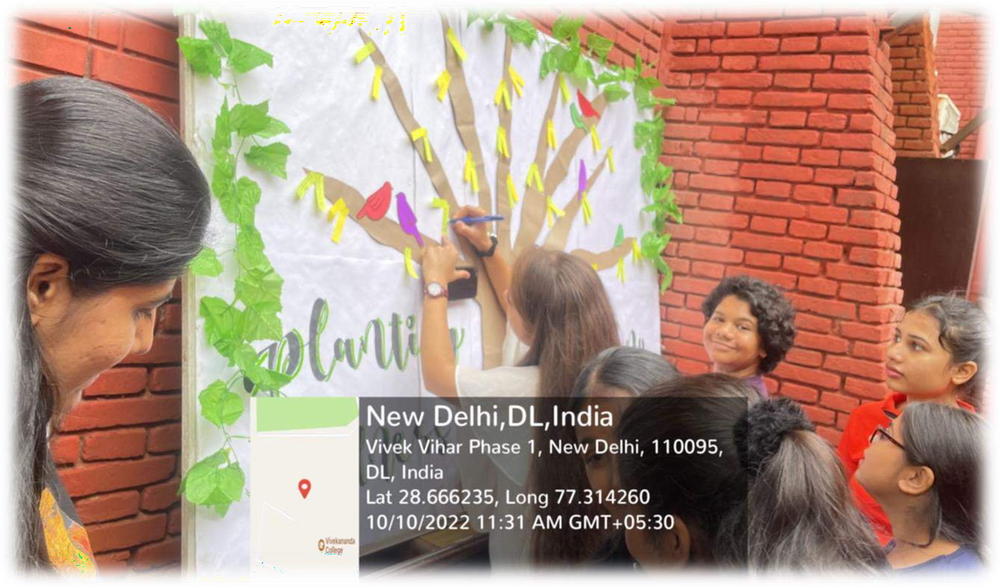 Planting
New Delhi,DL,India
Vivek Vihar Phase 1, New Delhi, 110095,
DL, India
Lat 28.666235, Long 77.314260
10/10/2022 11:31 AM GMT+05:30
Vivekananda
College